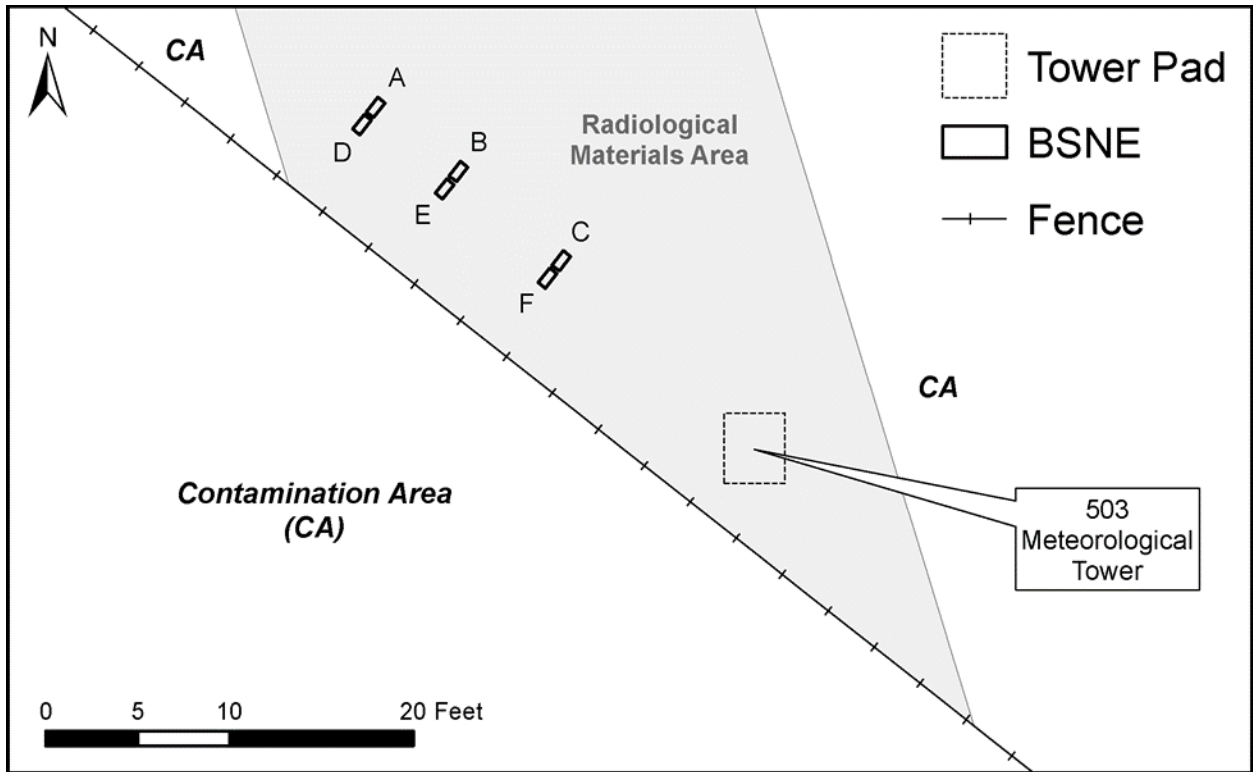 N
CA
A
D
B
E
C
F
Radiological
Materials Area
Tower Pad
BSNE
Fence
CA
Contamination Area
(CA)
503
Meteorological
Tower
0 5 10 20 Feet